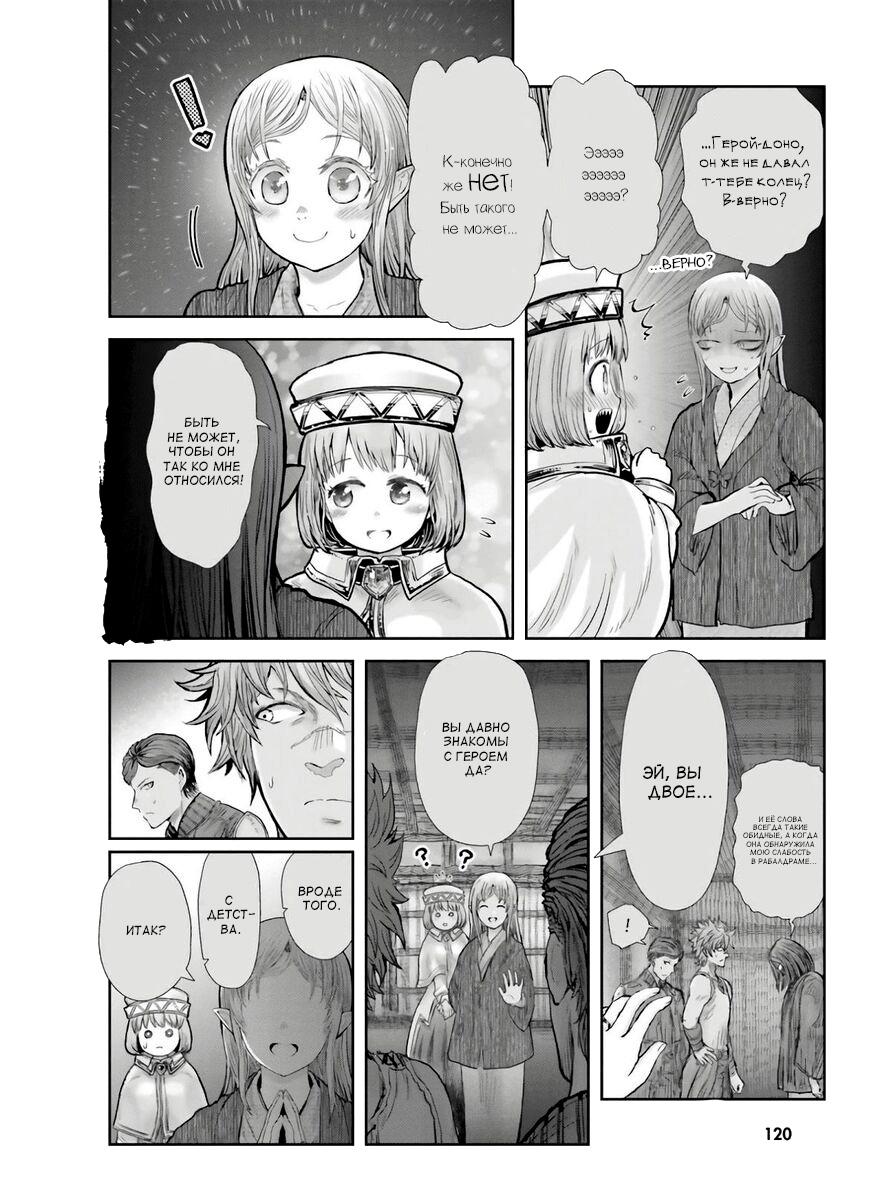 ...Герой-доно,
он же не давал
т-тебе колец?
В-верно?
...ВЕРНО?
Эээээ
ээээээ
ééééé?
К-конечно
же НЕТ!
Быть такого
не может...
БЫТЬ
НЕ МОЖЕТ,
ЧТОБЫ ОН
ТАК КО МНЕ
ОТНОСИЛСЯ!
И ЕЁ СЛОВА
ВСЕГДА ТАКИЕ
ОБИДНЫЕ, А КОГДА
ОНА ОБНАРУЖИЛА
МОЮ СЛАБОСТЬ
В РАБАЛДРАМЕ...
ЭЙ, ВЫ
ДВОЕ...
!
ВЫ ДАВНО
ЗНАКОМЫ
С ГЕРОЕМ
ДА?
? ?
ВРОДЕ
ТОГО.
С
ДЕТСТ-
ВА.
ИТАК?
120